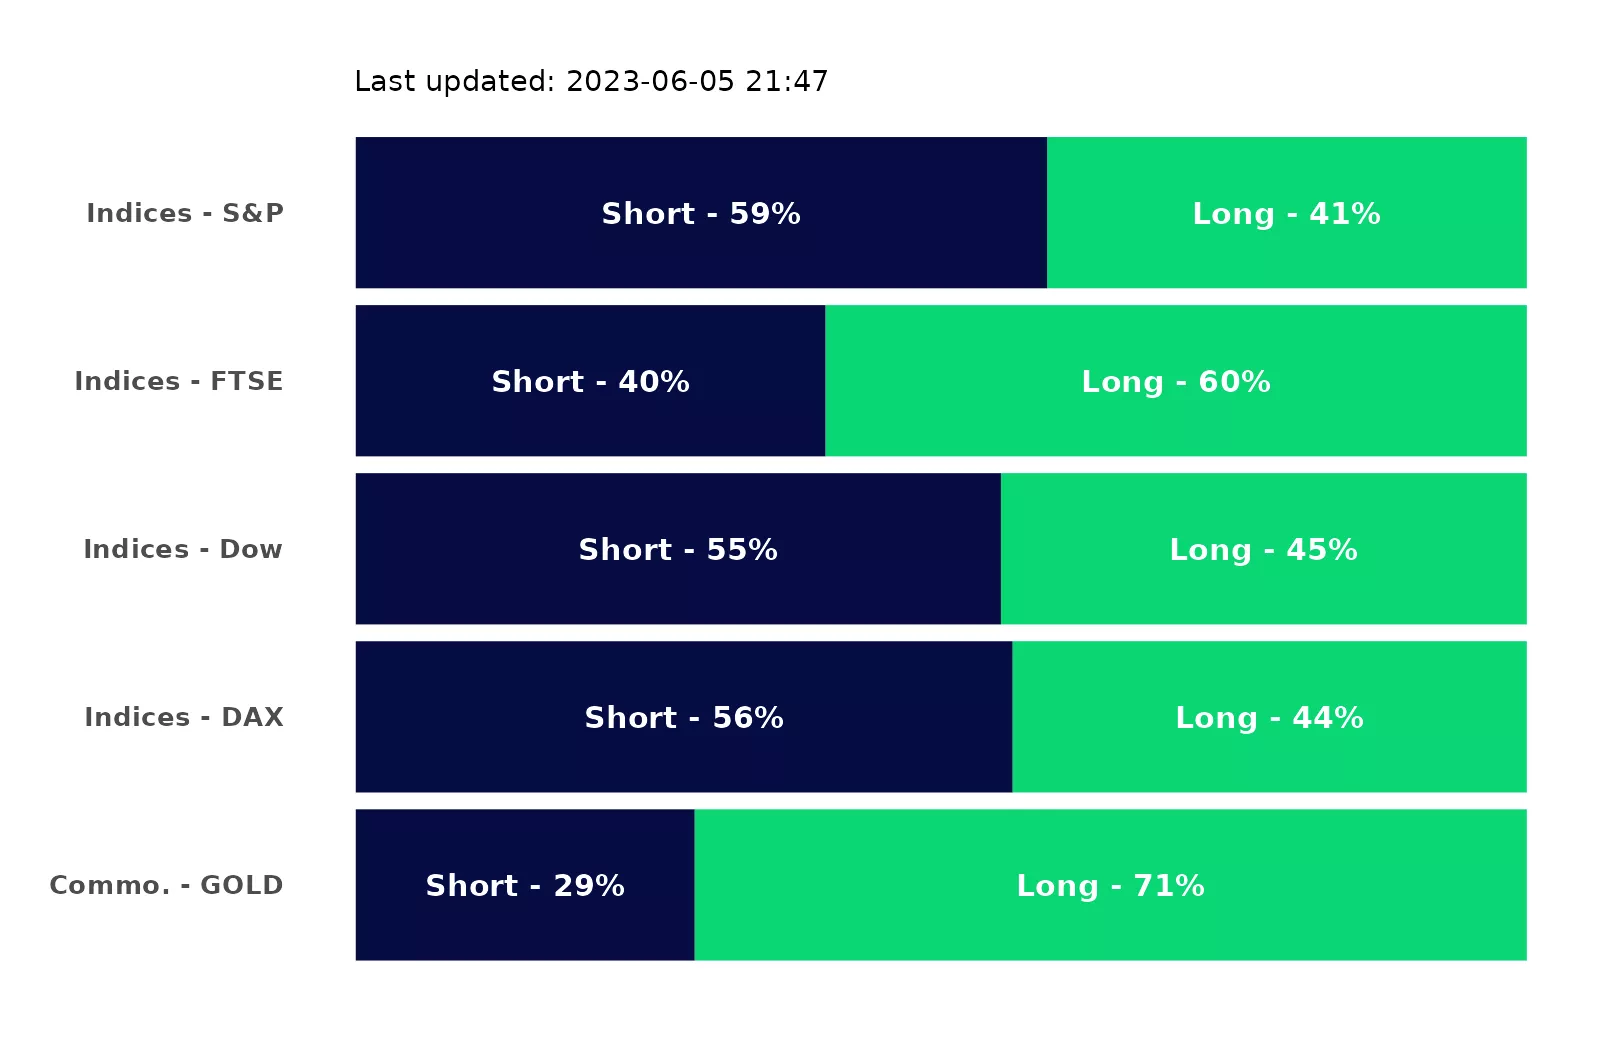 Last updated: 2023-06-05 21:47
Indices - S&P Short - 59% Long - 41%
Indices - FTSE Short - 40% Long - 60%
Indices - Dow Short - 55% Long - 45%
Indices - DAX Short - 56% Long - 44%
Commo. - GOLD Short - 29% Long - 71%